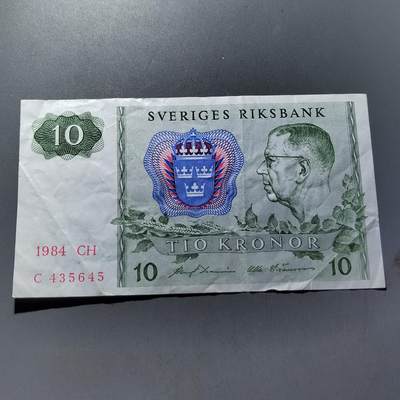 SVERIGES RIKSBANK
10
1984 CH
C 435645
TIO KRONOR
10
10